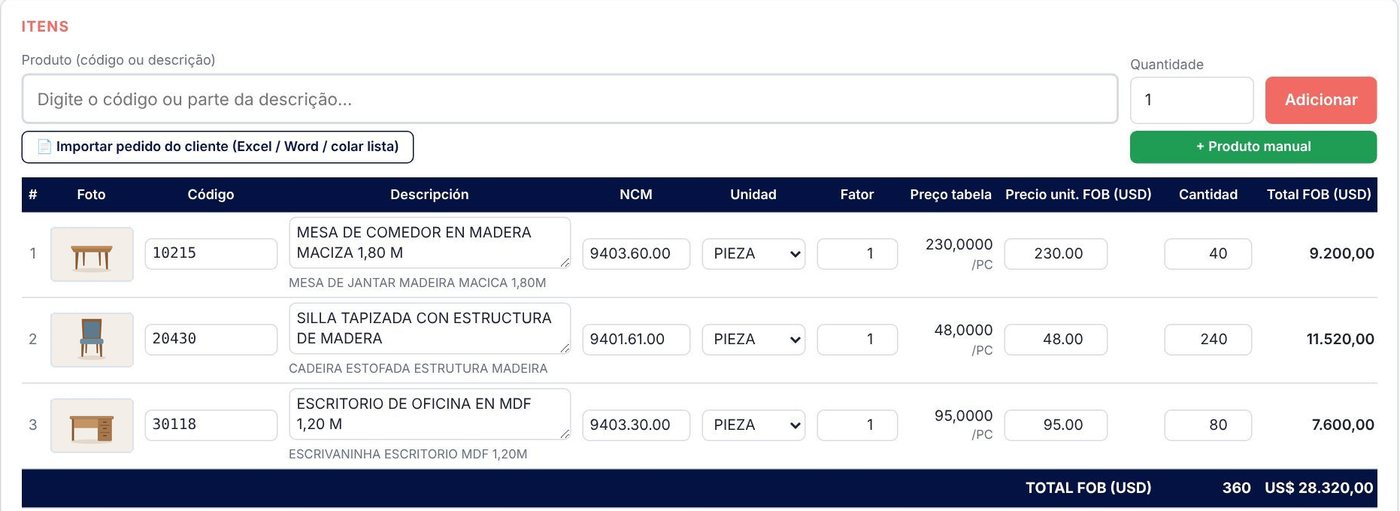 ITENS
Produto (código ou descrição)
Quantidade
Digite o código ou parte da descrição...
1
Adicionar
📄 Importar pedido do cliente (Excel / Word / colar lista)
+ Produto manual
# Foto Código Descripción NCM Unidad Fator Preço tabela Precio unit. FOB (USD) Cantidad Total FOB (USD)
1 10215 MESA DE COMEDOR EN MADERA 9403.60.00 PIEZA 1 230,0000 230.00 40 9.200,00
MACIZA 1,80 M /PC
MESA DE JANTAR MADEIRA MACICA 1,80M
2 20430 SILLA TAPIZADA CON ESTRUCTURA 9401.61.00 PIEZA 1 48,0000 48.00 240 11.520,00
DE MADERA /PC
CADEIRA ESTOFADA ESTRUTURA MADEIRA
3 30118 ESCRITORIO DE OFICINA EN MDF 9403.30.00 PIEZA 1 95,0000 95.00 80 7.600,00
1,20 M /PC
ESCRIVANINHA ESCRITORIO MDF 1,20M
TOTAL FOB (USD) 360 US$ 28.320,00